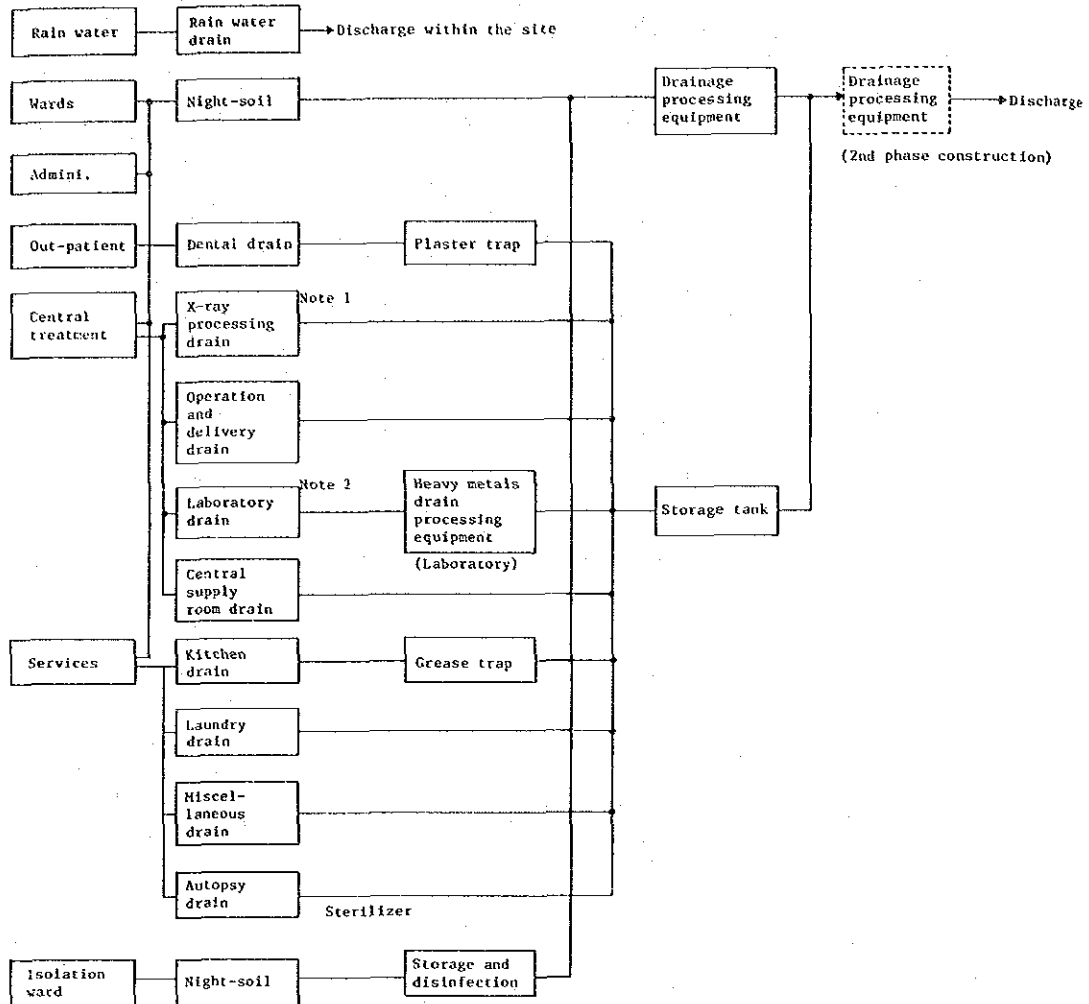 Rain water
Rain water
drain
Discharge within the site
Wards
Night-soil
Drainage
processing
equipment
Drainage
processing
equipment
Discharge
(2nd phase construction)
Admini.
Out-patient
Dental drain
Plaster trap
Central
treatment
X-ray
processing
drain
Note 1
Operation
and
delivery
drain
Laboratory
drain
Note 2
Heavy metals
drain
processing
equipment
(Laboratory)
Storage tank
Central
supply
room drain
Services
Kitchen
drain
Grease trap
Laundry
drain
Miscel-
laneous
drain
Autopsy
drain
Sterilizer
Isolation
ward
Night-soil
Storage and
disinfection